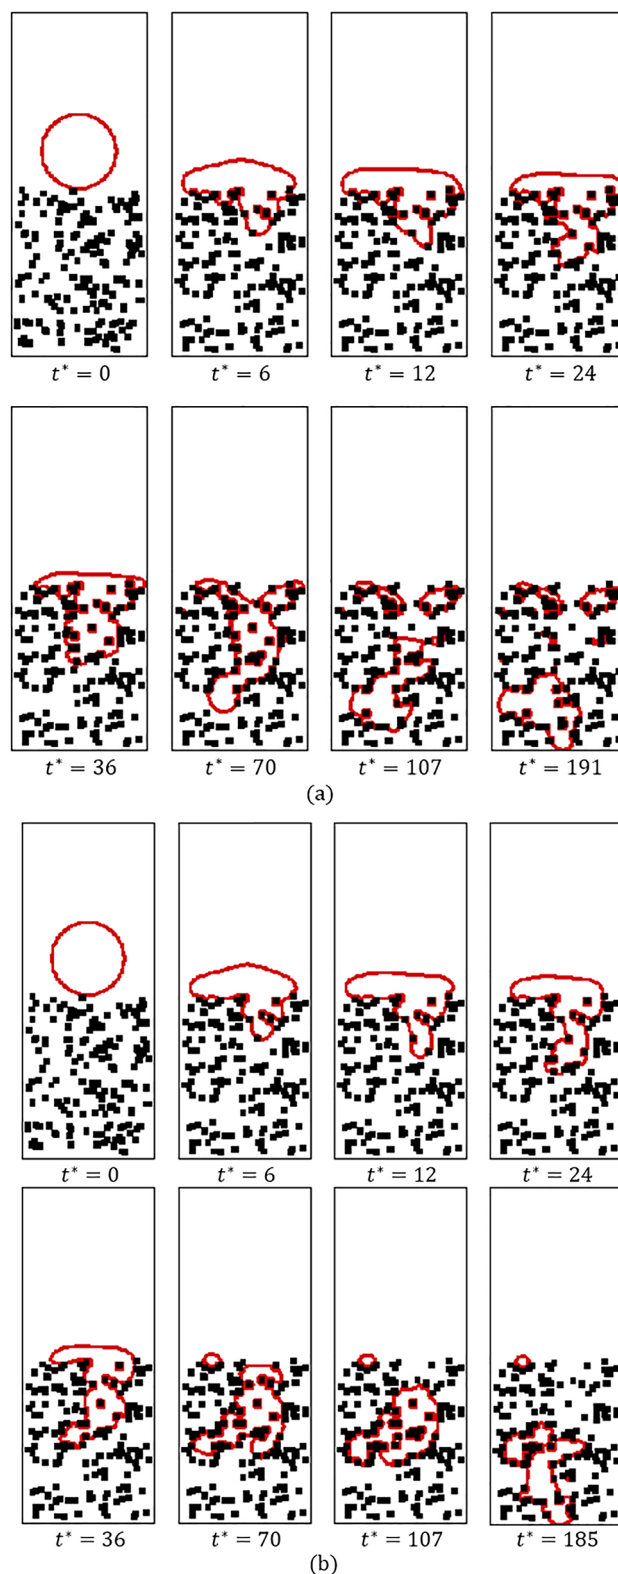 t* = 0
t* = 6
t* = 12
t* = 24
t* = 36
t* = 70
t* = 107
t* = 191
(a)
t* = 0
t* = 6
t* = 12
t* = 24
t* = 36
t* = 70
t* = 107
t* = 185
(b)